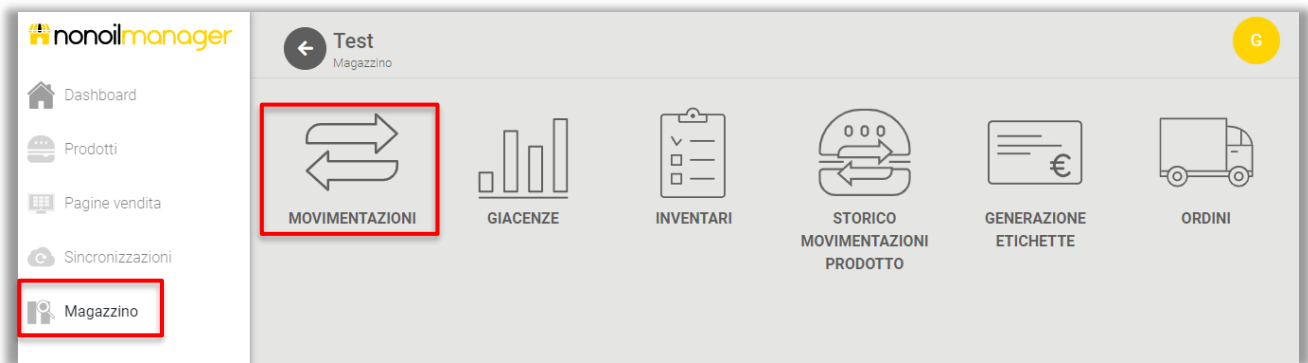 nonoilmanager
Test
Magazzino
G
Dashboard
Prodotti
Pagine vendita
Sincronizzazioni
Magazzino
MOVIMENTAZIONI
GIACENZE
INVENTARI
STORICO
MOVIMENTAZIONI
PRODOTTO
GENERAZIONE
ETICHETTE
€
ORDINI